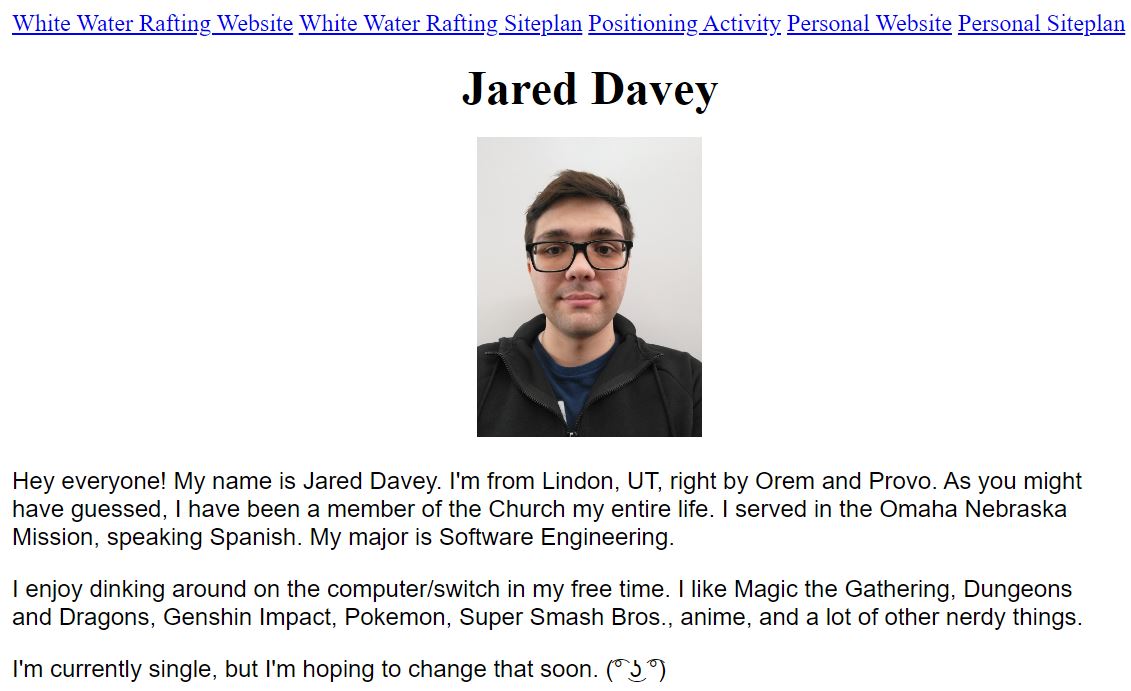 White Water Rafting Website White Water Rafting Siteplan Positioning Activity Personal Website Personal Siteplan
Jared Davey
Hey everyone! My name is Jared Davey. I'm from Lindon, UT, right by Orem and Provo. As you might
have guessed, I have been a member of the Church my entire life. I served in the Omaha Nebraska
Mission, speaking Spanish. My major is Software Engineering.
I enjoy dinking around on the computer/switch in my free time. I like Magic the Gathering, Dungeons
and Dragons, Genshin Impact, Pokemon, Super Smash Bros., anime, and a lot of other nerdy things.
I'm currently single, but I'm hoping to change that soon. ( ͡° ͜ʖ ͡°)